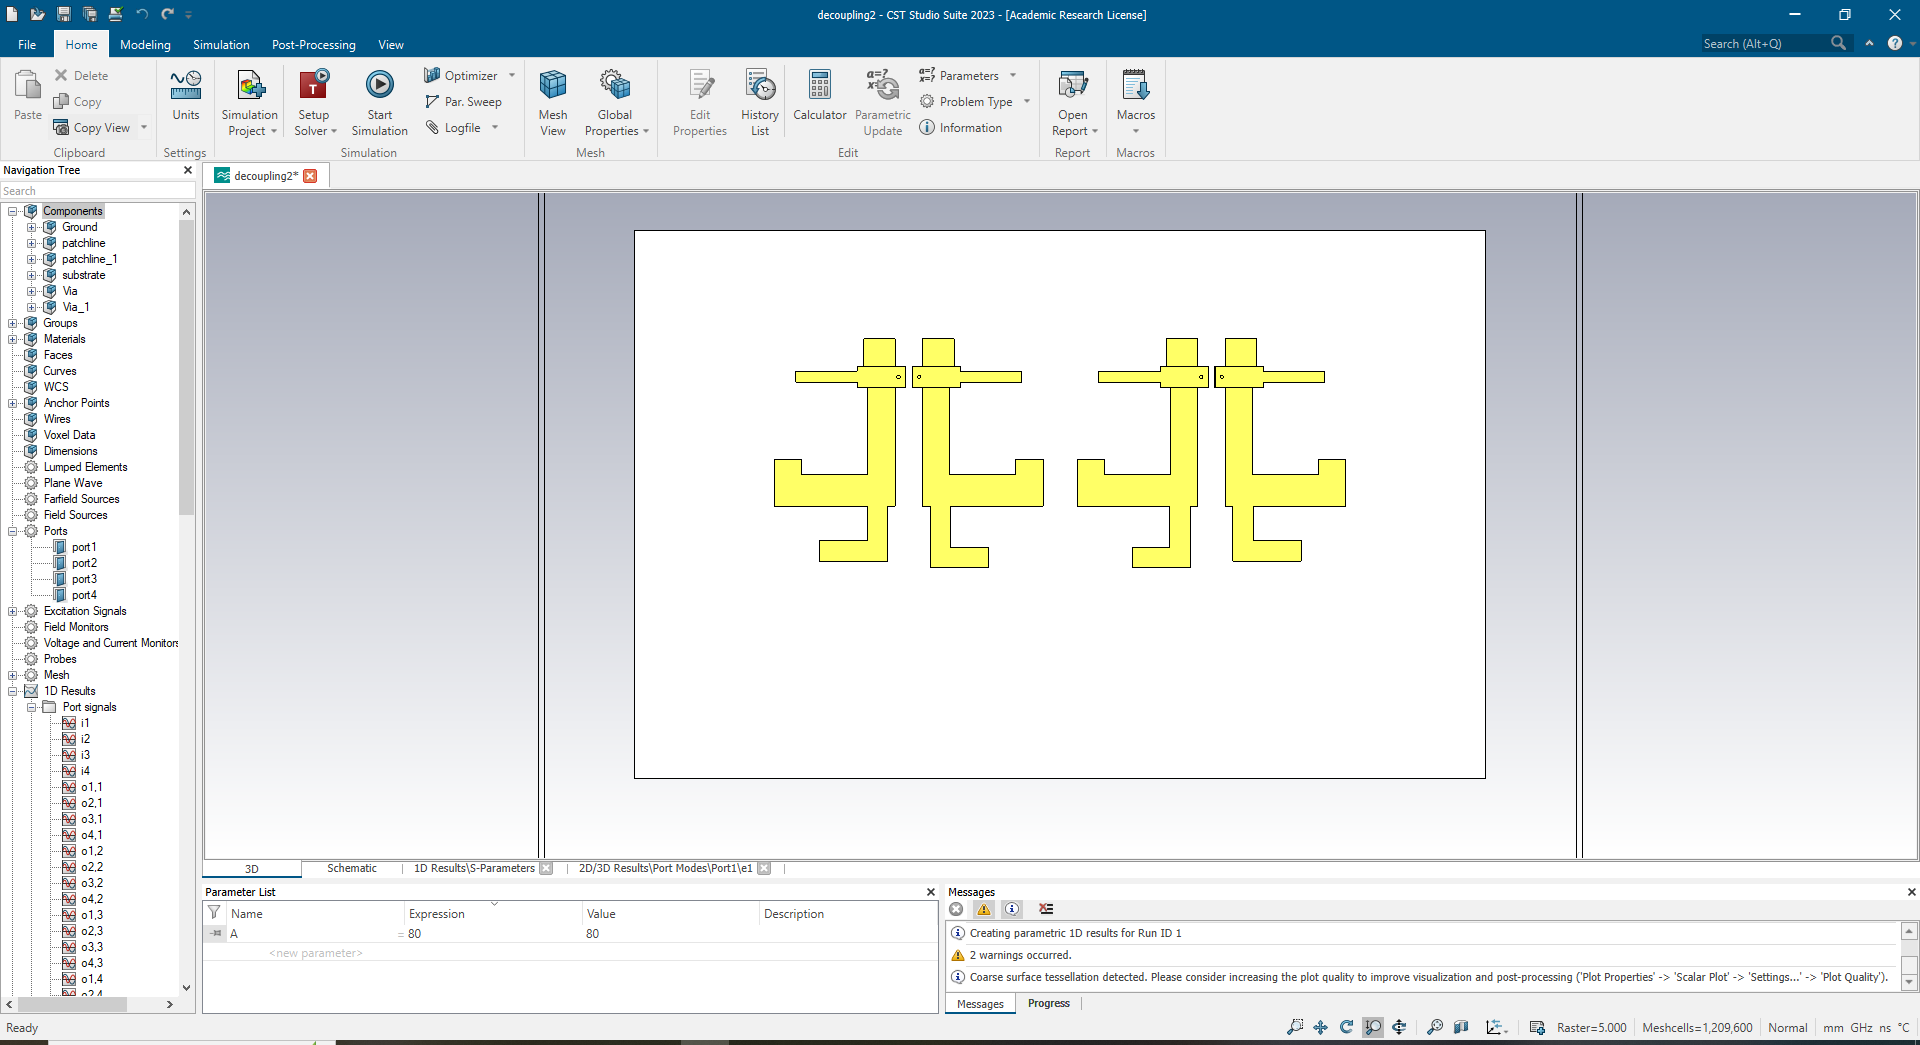 decoupling2 - CST Studio Suite 2023 - [Academic Research License]
File Home Modeling Simulation Post-Processing View Search (Alt+Q)
Paste
Delete
Copy
Copy View
Clipboard
Units
Settings
Simulation Project
Setup Solver
Start Simulation
Optimizer
Par. Sweep
Logfile
Simulation
Mesh View
Global Properties
Mesh
Edit Properties
History List
Calculator
Parametric Update
Parameters
Problem Type
Information
Edit
Open Report
Report
Macros
Macros
Navigation Tree
Search
decoupling2*
Components
Ground
patchline
patchline_1
substrate
Via
Via_1
Groups
Materials
Faces
Curves
WCS
Anchor Points
Wires
Voxel Data
Dimensions
Lumped Elements
Plane Wave
Farfield Sources
Field Sources
Ports
port1
port2
port3
port4
Excitation Signals
Field Monitors
Voltage and Current Monitors
Probes
Mesh
1D Results
Port signals
i1
i2
i3
i4
o1,1
o2,1
o3,1
o4,1
o1,2
o2,2
o3,2
o4,2
o1,3
o2,3
o3,3
o4,3
o1,4
o2,4
3D Schematic 1D Results\S-Parameters 2D/3D Results\Port Modes\Port1\e1
Parameter List
Name Expression Value Description
A = 80 80
<new parameter>
Messages
Creating parametric 1D results for Run ID 1
2 warnings occurred.
Coarse surface tessellation detected. Please consider increasing the plot quality to improve visualization and post-processing ('Plot Properties' -> 'Scalar Plot' -> 'Settings...' -> 'Plot Quality').
Messages Progress
Ready Raster=5.000 Meshcells=1,209,600 Normal mm GHz ns °C